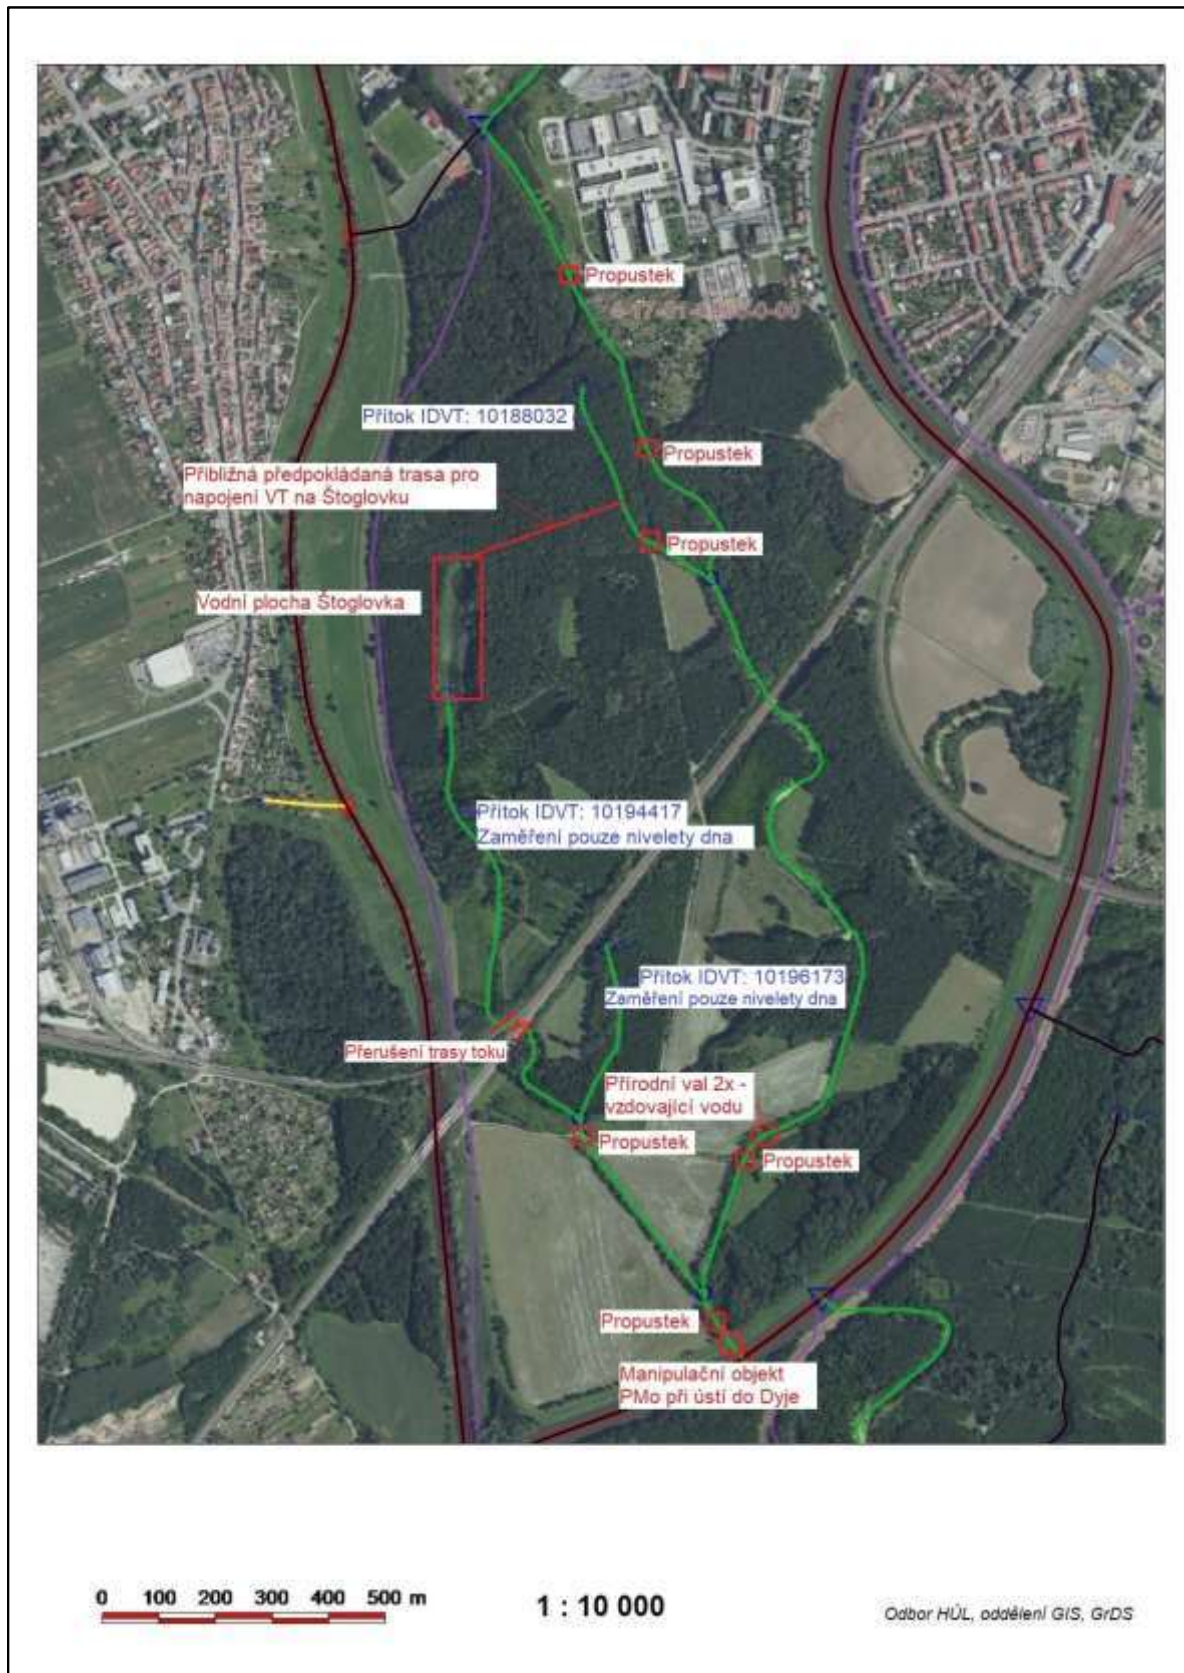 Propustek
Přítok IDVT: 10188032
Propustek
Přibližná předpokládaná trasa pro
napojení VT na Štoglovku
Propustek
Vodní plocha Štoglovka
Přítok IDVT: 10194417
Zaměření pouze nivelety dna
Přítok IDVT: 10196173
Zaměření pouze nivelety dna
Přerušení trasy toku
Přírodní val 2x -
vzdovající vodu
Propustek
Propustek
Propustek
Manipulační objekt
PMo při ústí do Dyje
0 100 200 300 400 500 m
1 : 10 000
Odbor HÚL, oddělení GIS, GrDS